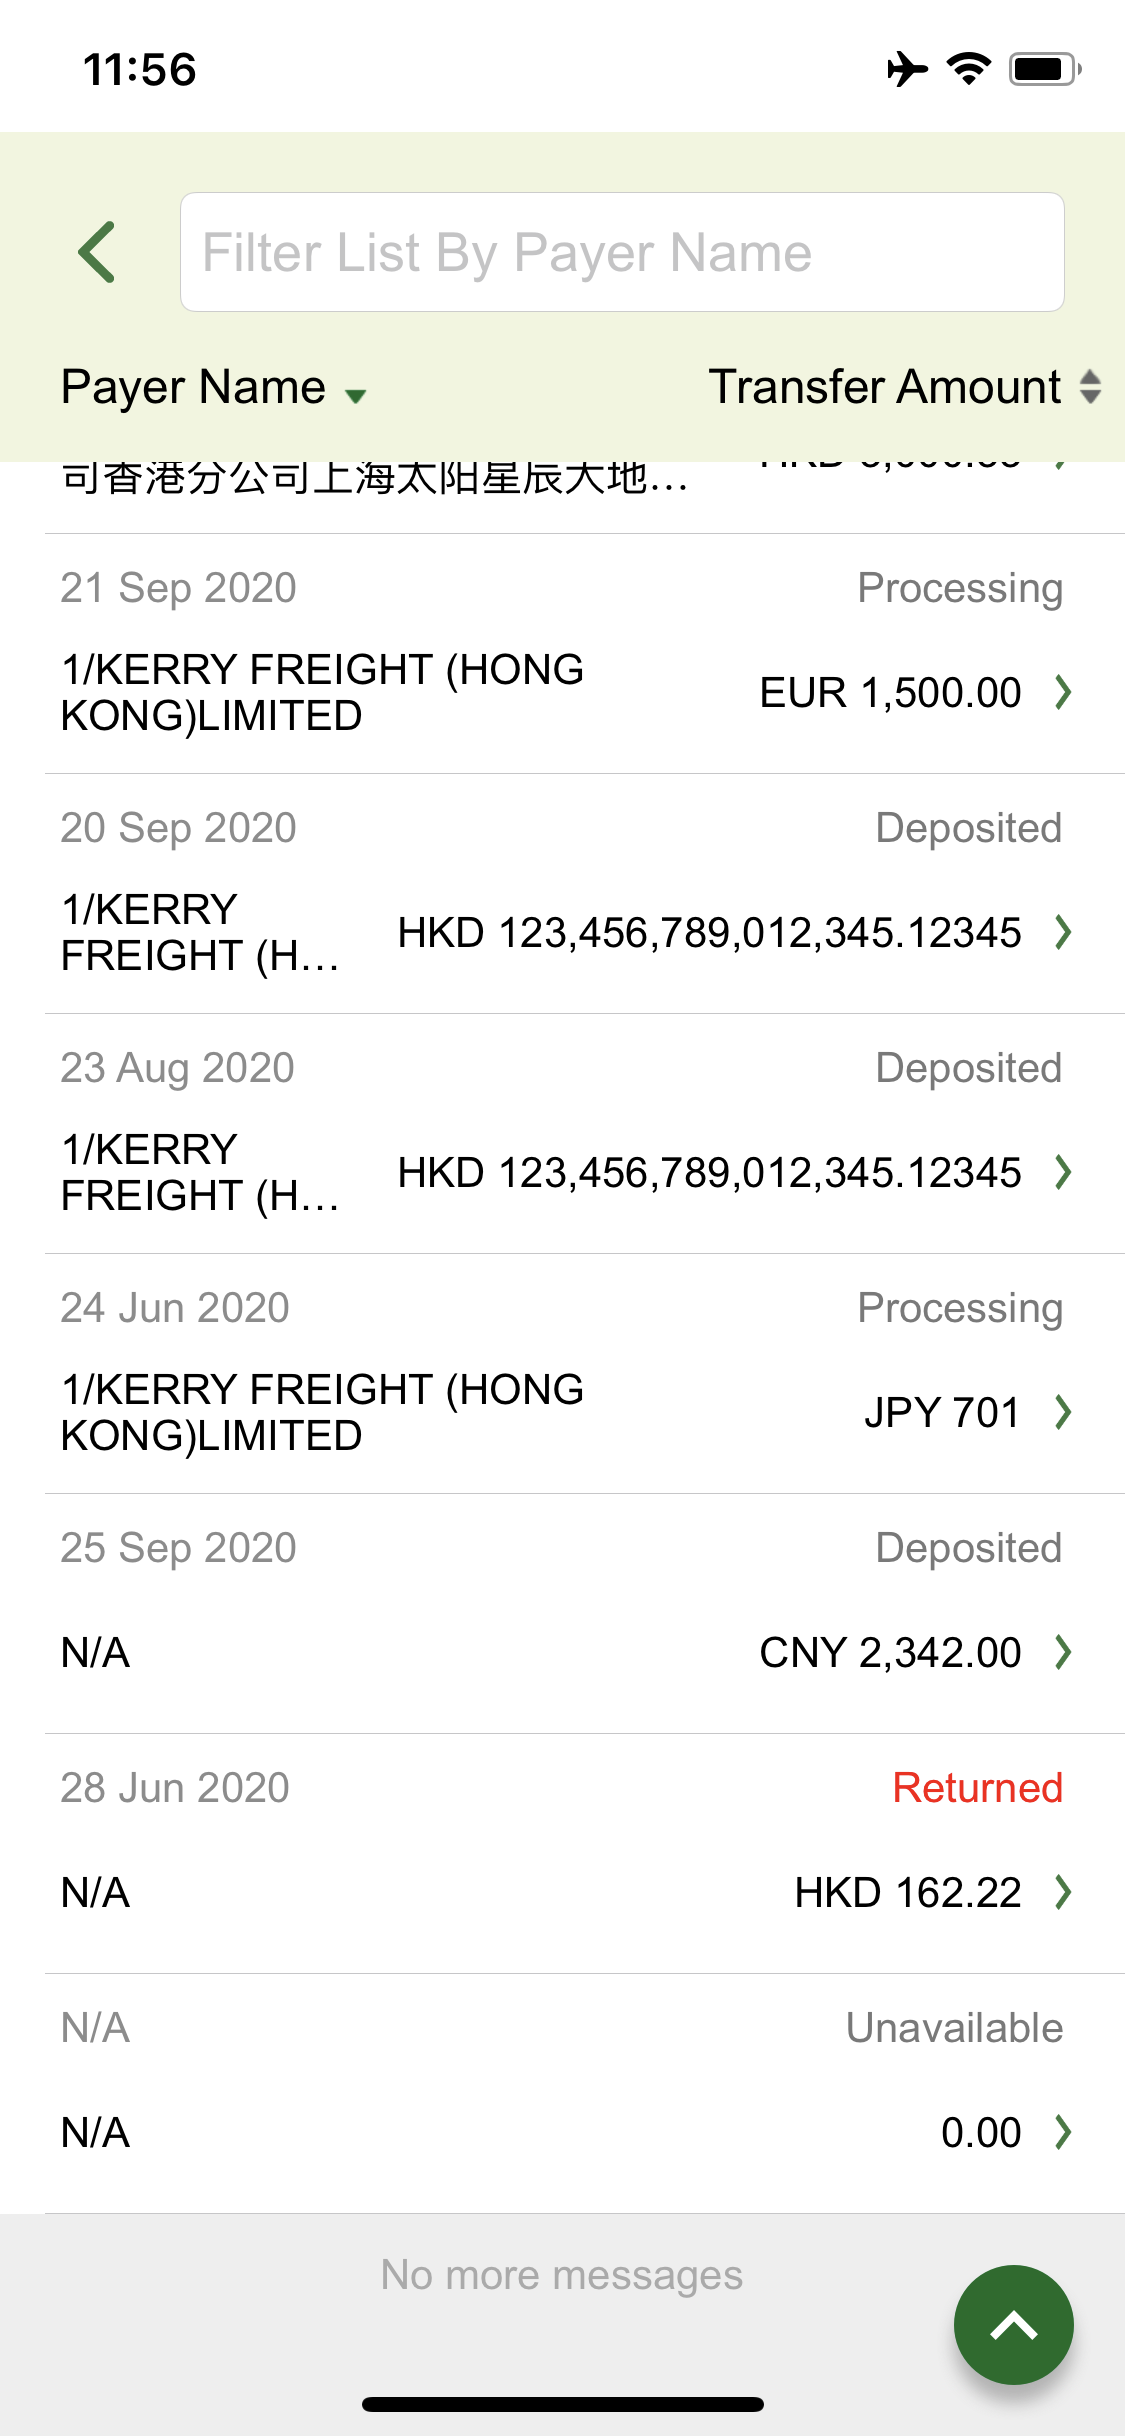 11:56
Filter List By Payer Name
Payer Name
Transfer Amount
司香港分公司上海太阳星辰大地...
21 Sep 2020
Processing
1/KERRY FREIGHT (HONG
KONG)LIMITED
EUR 1,500.00
20 Sep 2020
Deposited
1/KERRY
FREIGHT (H...
HKD 123,456,789,012,345.12345
23 Aug 2020
Deposited
1/KERRY
FREIGHT (H...
HKD 123,456,789,012,345.12345
24 Jun 2020
Processing
1/KERRY FREIGHT (HONG
KONG)LIMITED
JPY 701
25 Sep 2020
Deposited
N/A
CNY 2,342.00
28 Jun 2020
Returned
N/A
HKD 162.22
N/A
Unavailable
N/A
0.00
No more messages